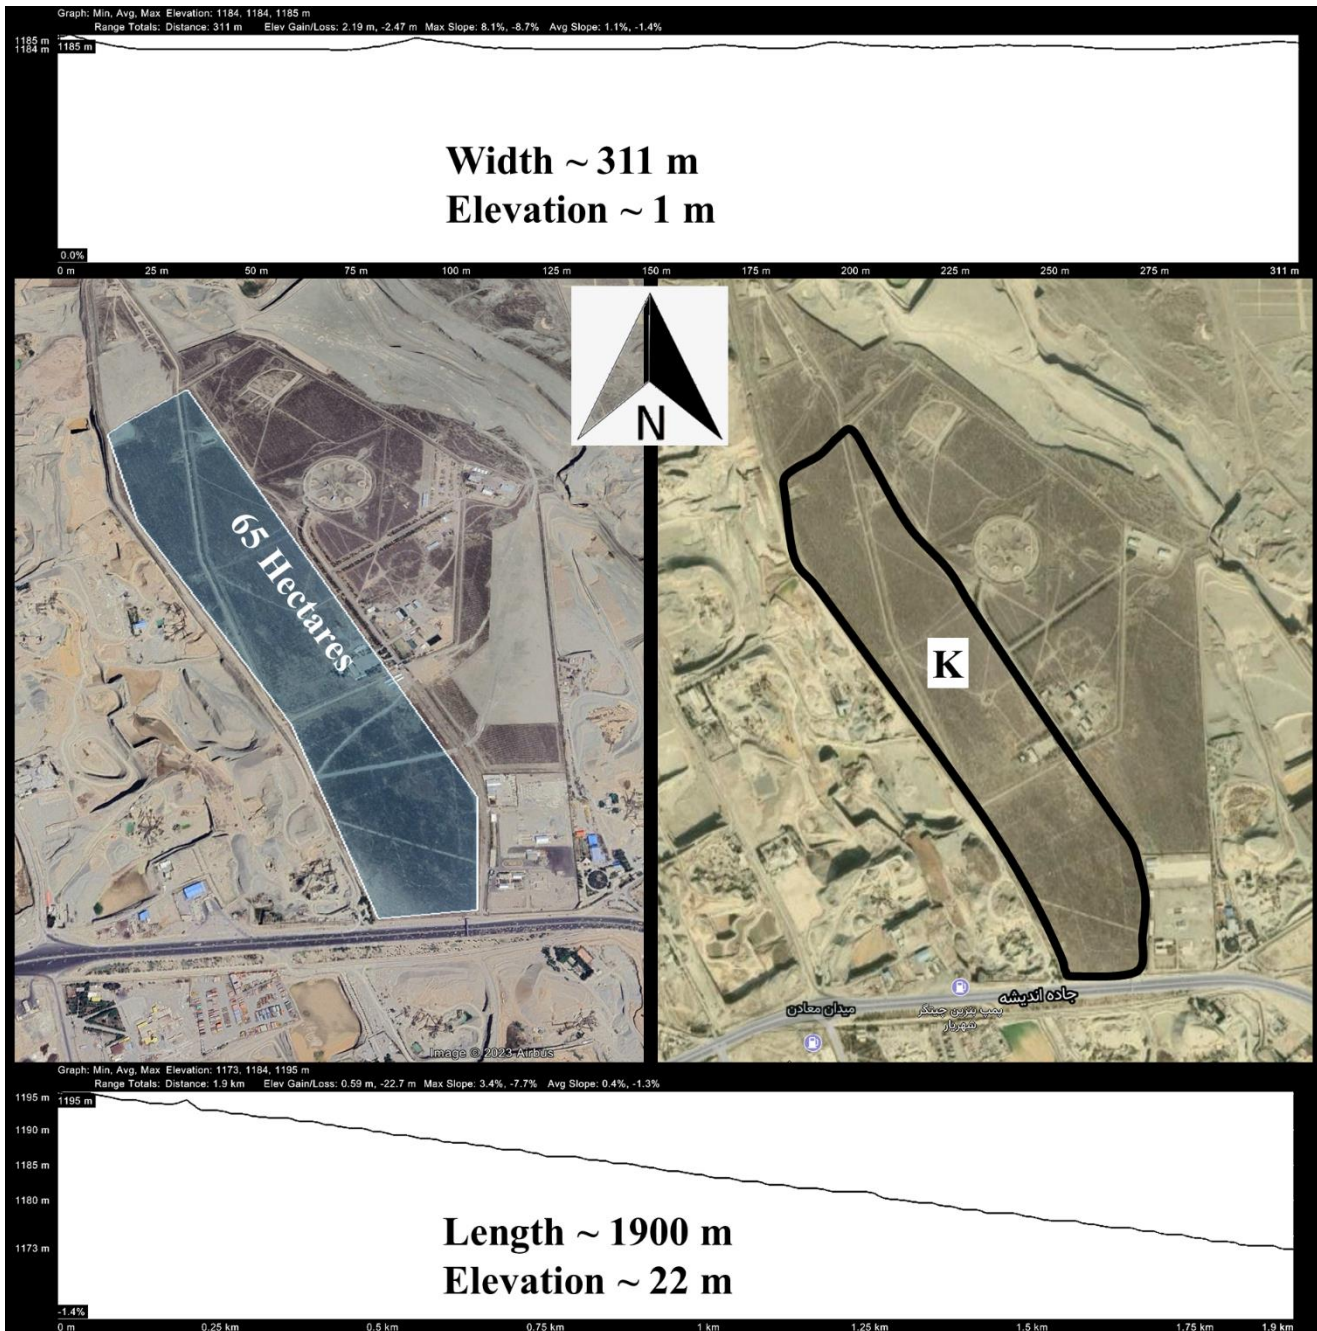 Graph: Min, Avg, Max Elevation: 1184, 1184, 1185 m
Range Totals: Distance: 311 m Elev Gain/Loss: 2.19 m, -2.47 m Max Slope: 8.1%, -8.7% Avg Slope: 1.1%, -1.4%
1185 m
1184 m
1185 m
Width ~ 311 m
Elevation ~ 1 m
0.0%
0 m 25 m 50 m 75 m 100 m 125 m 150 m 175 m 200 m 225 m 250 m 275 m 311 m
N
65 Hectares
K
جاده اندیشه
میدان معادن
پمپ بنزین چیتگر
شهریار
Image © 2023 Airbus
Graph: Min, Avg, Max Elevation: 1173, 1184, 1195 m
Range Totals: Distance: 1.9 km Elev Gain/Loss: 0.59 m, -22.7 m Max Slope: 3.4%, -7.7% Avg Slope: 0.4%, -1.3%
1195 m
1195 m
1190 m
1185 m
1180 m
1173 m
Length ~ 1900 m
Elevation ~ 22 m
-1.4%
0 m 0.25 km 0.5 km 0.75 km 1 km 1.25 km 1.5 km 1.75 km 1.9 km